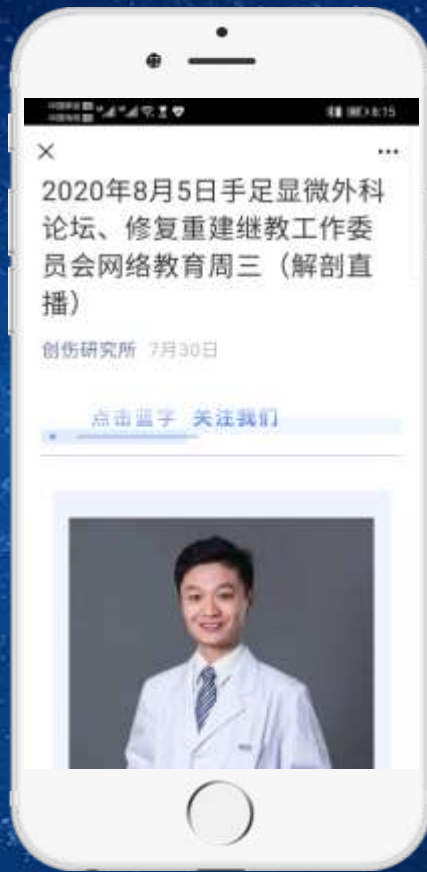 8:15
2020年8月5日手足显微外科
论坛、修复重建继教工作委
员会网络教育周三（解剖直
播）
创伤研究所 7月30日
点击蓝字 关注我们